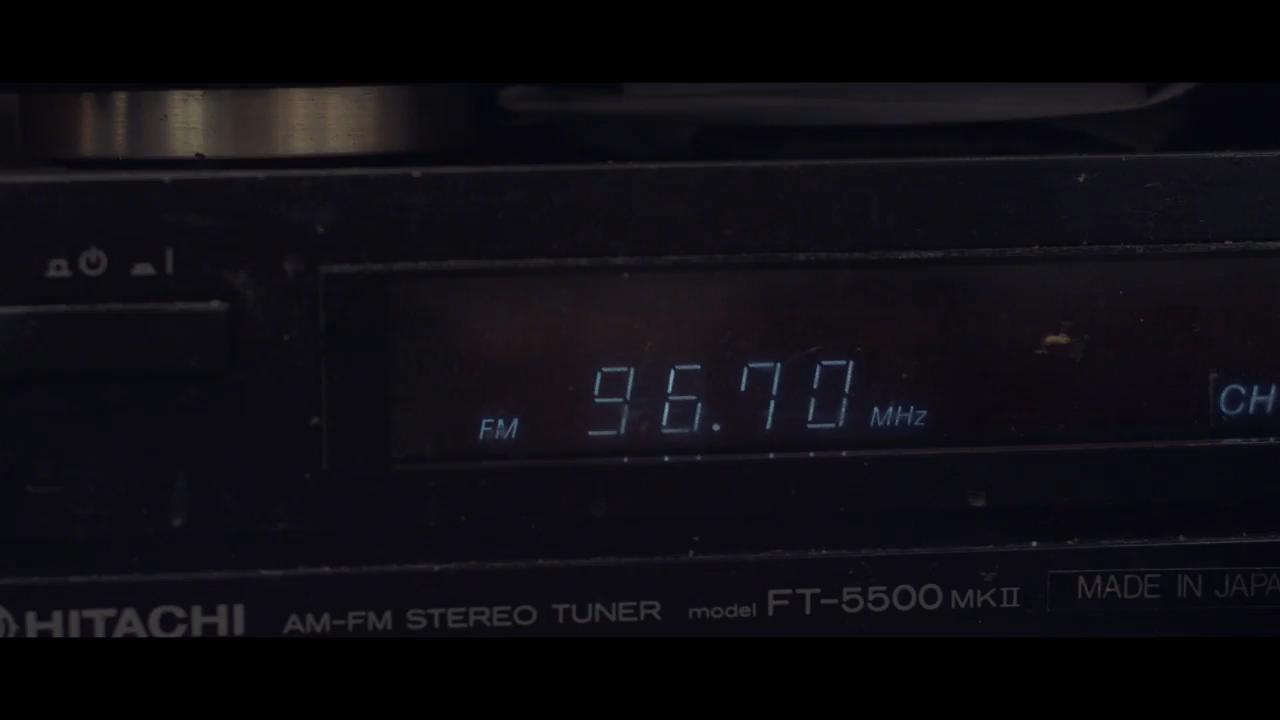 FM 96.70 MHz CH
HITACHI AM-FM STEREO TUNER model FT-5500 MKII MADE IN JAPA